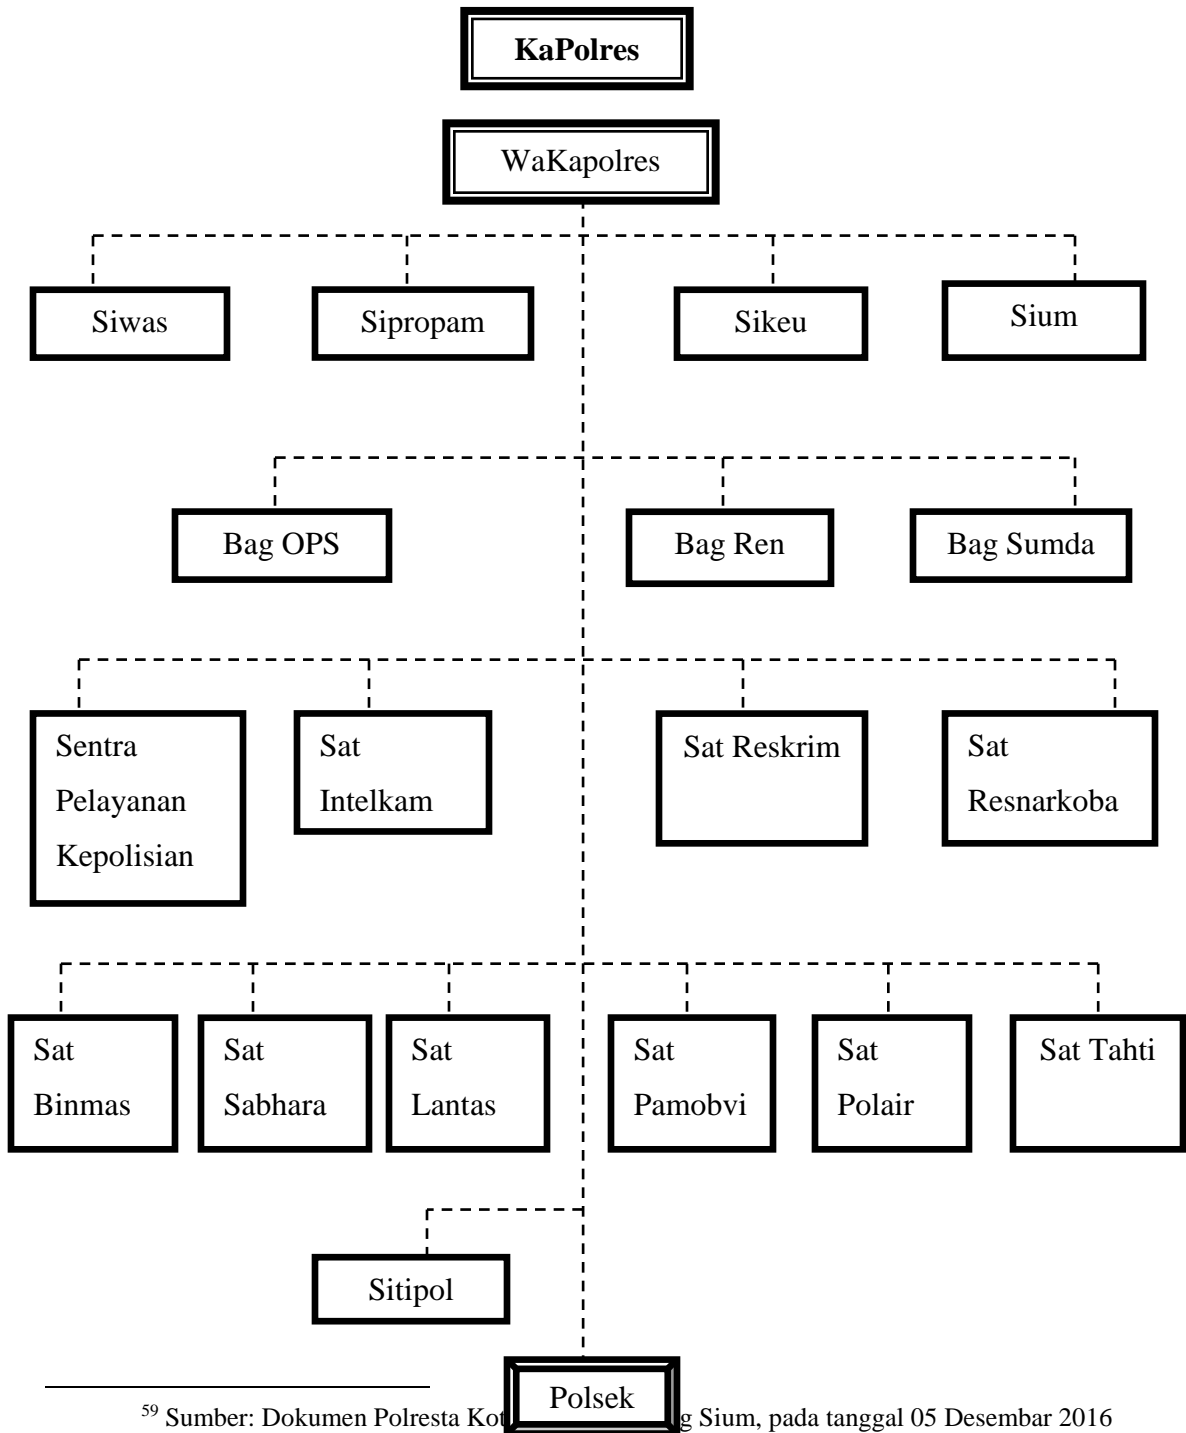 KaPolres
WaKapolres
Siwas
Sipropam
Sikeu
Sium
Bag OPS
Bag Ren
Bag Sumda
Sentra
Pelayanan
Kepolisian
Sat
Intelkam
Sat Reskrim
Sat
Resnarkoba
Sat
Binmas
Sat
Sabhara
Sat
Lantas
Sat
Pamobvi
Sat
Polair
Sat Tahti
Sitipol
Polsek
59 Sumber: Dokumen Polresta Sium, pada tanggal 05 Desembar 2016